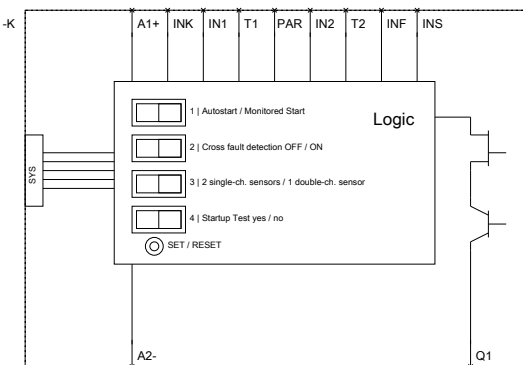 -K A1+ INK IN1 T1 PAR IN2 T2 INF INS
1 | Autostart / Monitored Start
Logic
2 | Cross fault detection OFF / ON
SYS
3 | 2 single-ch. sensors / 1 double-ch. sensor
4 | Startup Test yes / no
SET / RESET
A2- Q1